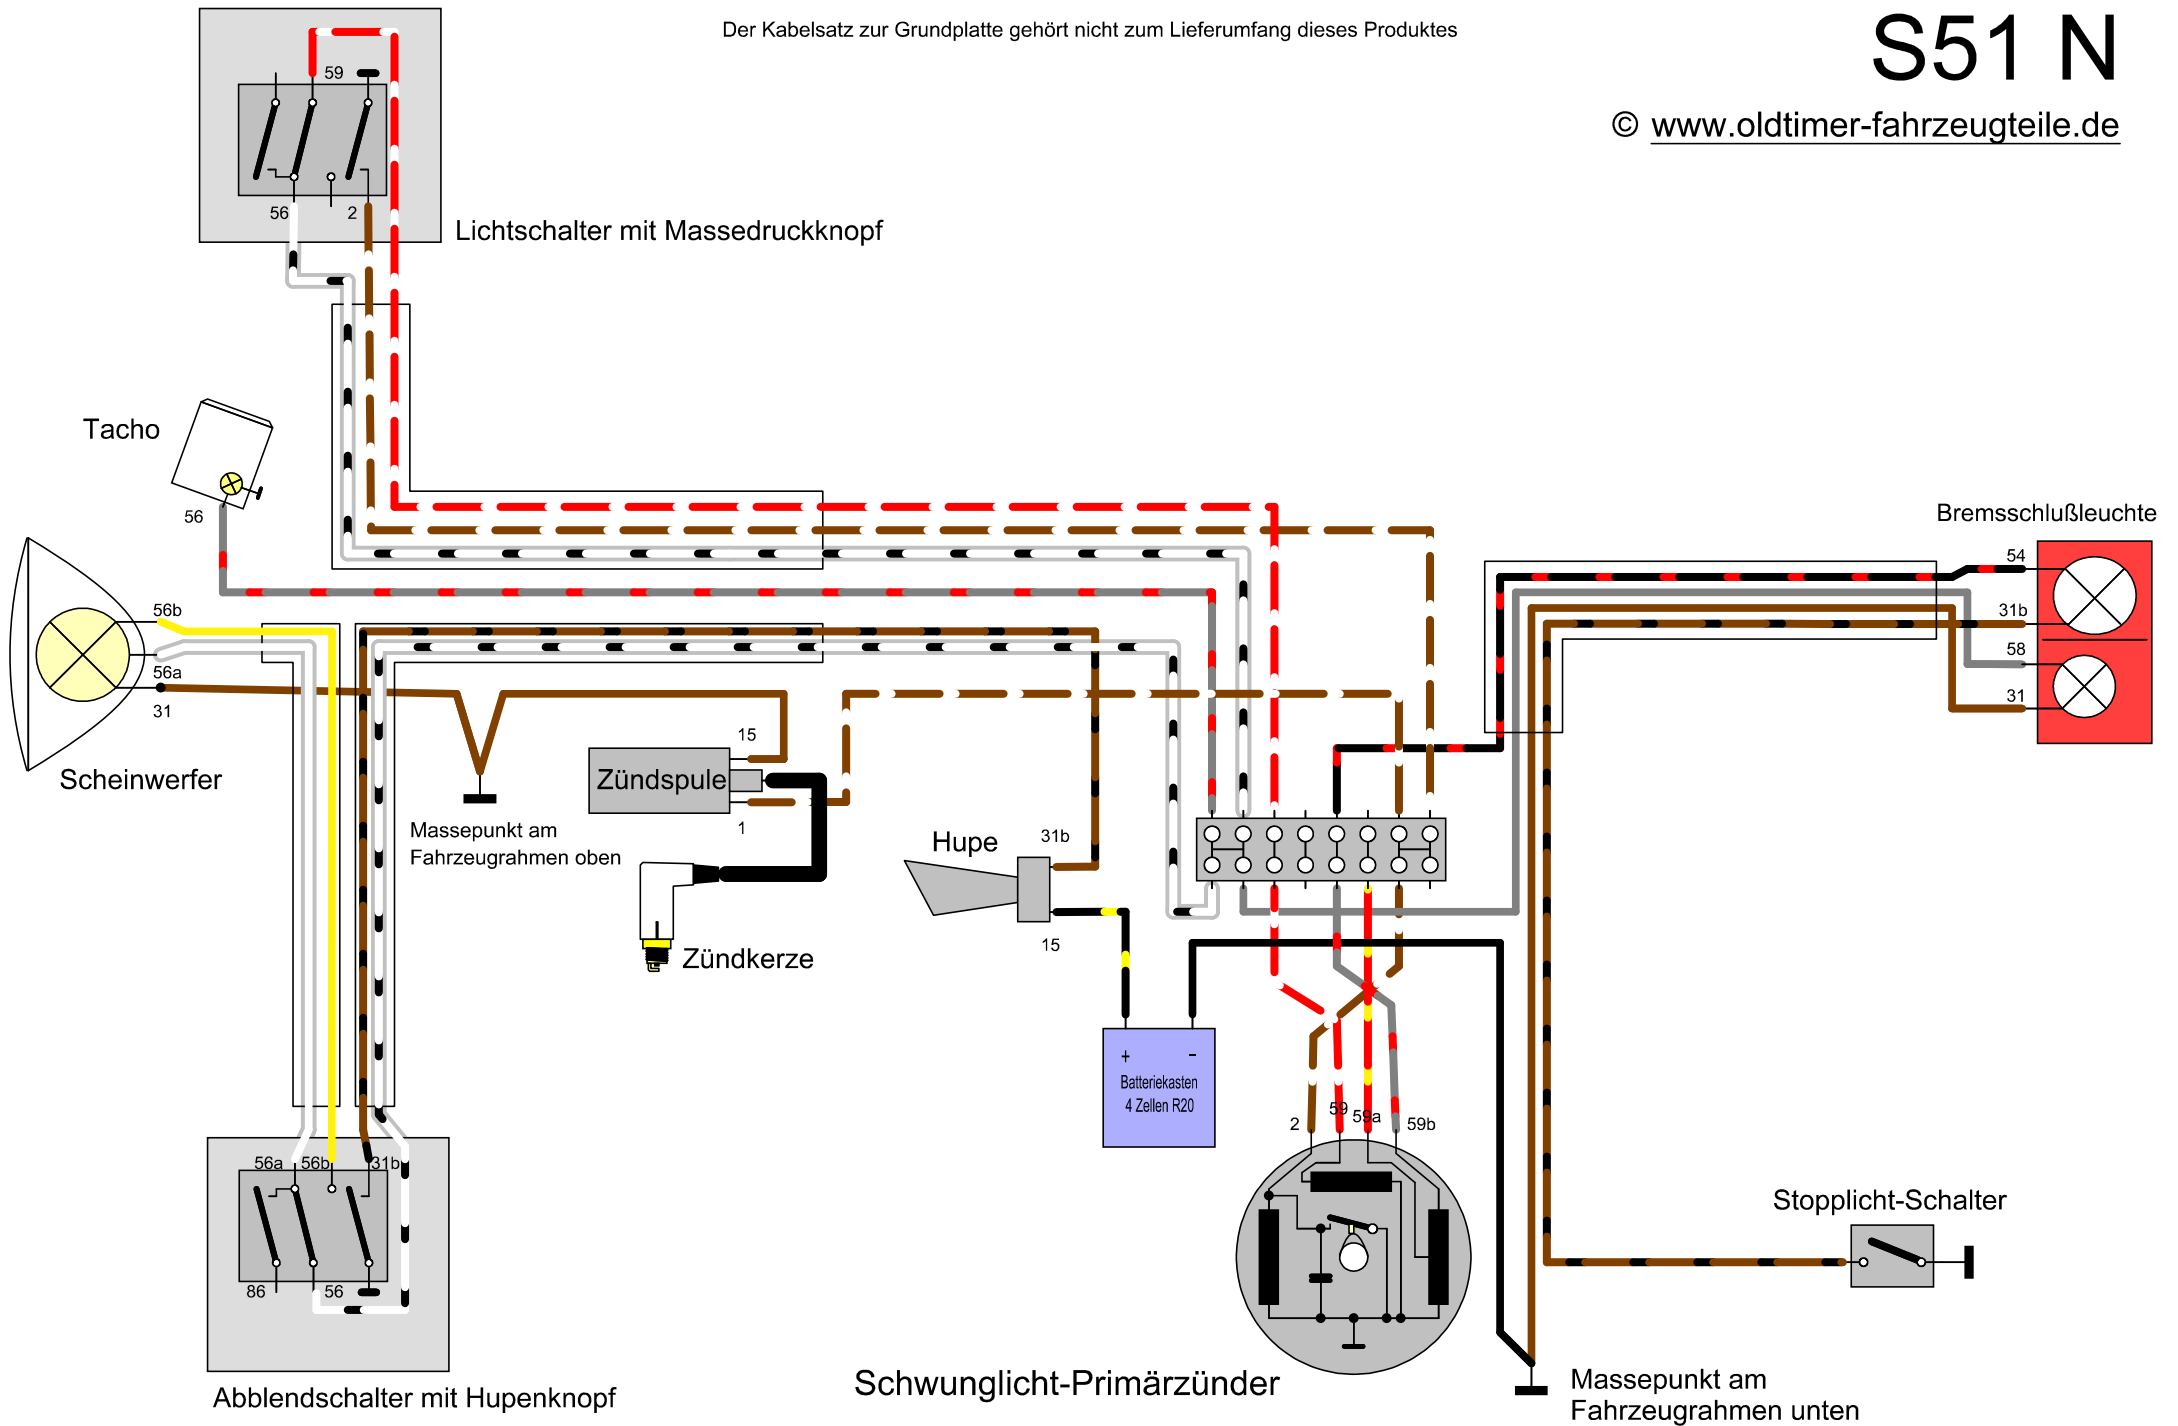 Der Kabelsatz zur Grundplatte gehört nicht zum Lieferumfang dieses Produktes
S51 N
© www.oldtimer-fahrzeugteile.de
59
56
2
Lichtschalter mit Massedruckknopf
Tacho
56
Bremsschlußleuchte
54
31b
58
31
56b
56a
31
Scheinwerfer
15
Zündspule
1
Massepunkt am
Fahrzeugrahmen oben
Hupe
31b
15
Zündkerze
+
−
Batteriekasten
4 Zellen R20
2
59
59a
59b
56a
56b
31b
86
56
Abblendschalter mit Hupenknopf
Schwunglicht-Primärzünder
Stopplicht-Schalter
Massepunkt am
Fahrzeugrahmen unten